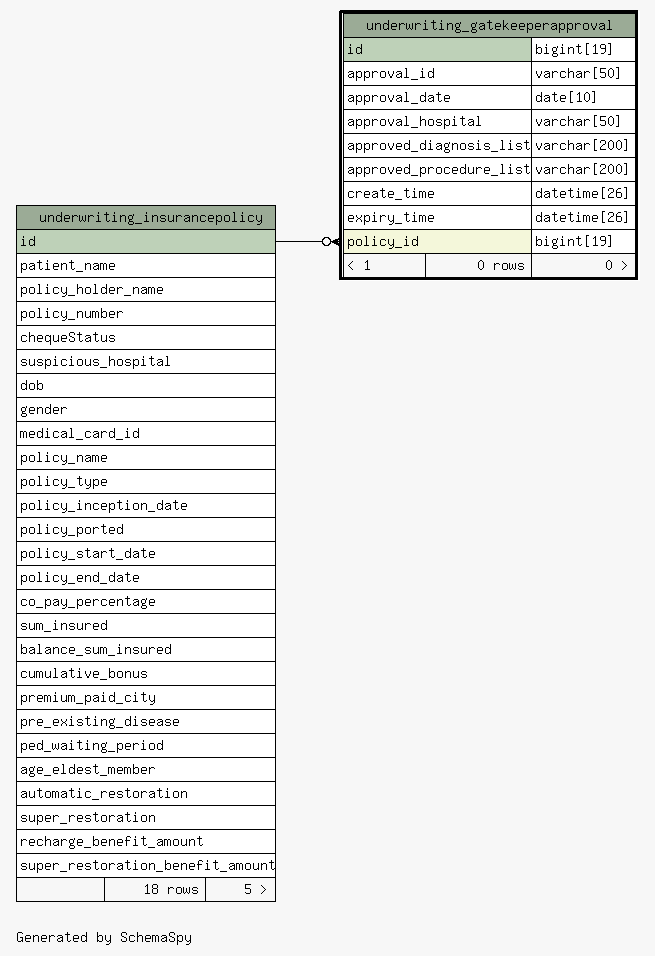 underwriting_gatekeeperapproval
id bigint[19]
approval_id varchar[50]
approval_date date[10]
approval_hospital varchar[50]
approved_diagnosis_list varchar[200]
approved_procedure_list varchar[200]
create_time datetime[26]
expiry_time datetime[26]
policy_id bigint[19]
< 1 0 rows 0 >
underwriting_insurancepolicy
id
patient_name
policy_holder_name
policy_number
chequeStatus
suspicious_hospital
dob
gender
medical_card_id
policy_name
policy_type
policy_inception_date
policy_ported
policy_start_date
policy_end_date
co_pay_percentage
sum_insured
balance_sum_insured
cumulative_bonus
premium_paid_city
pre_existing_disease
ped_waiting_period
age_eldest_member
automatic_restoration
super_restoration
recharge_benefit_amount
super_restoration_benefit_amount
18 rows 5 >
Generated by SchemaSpy